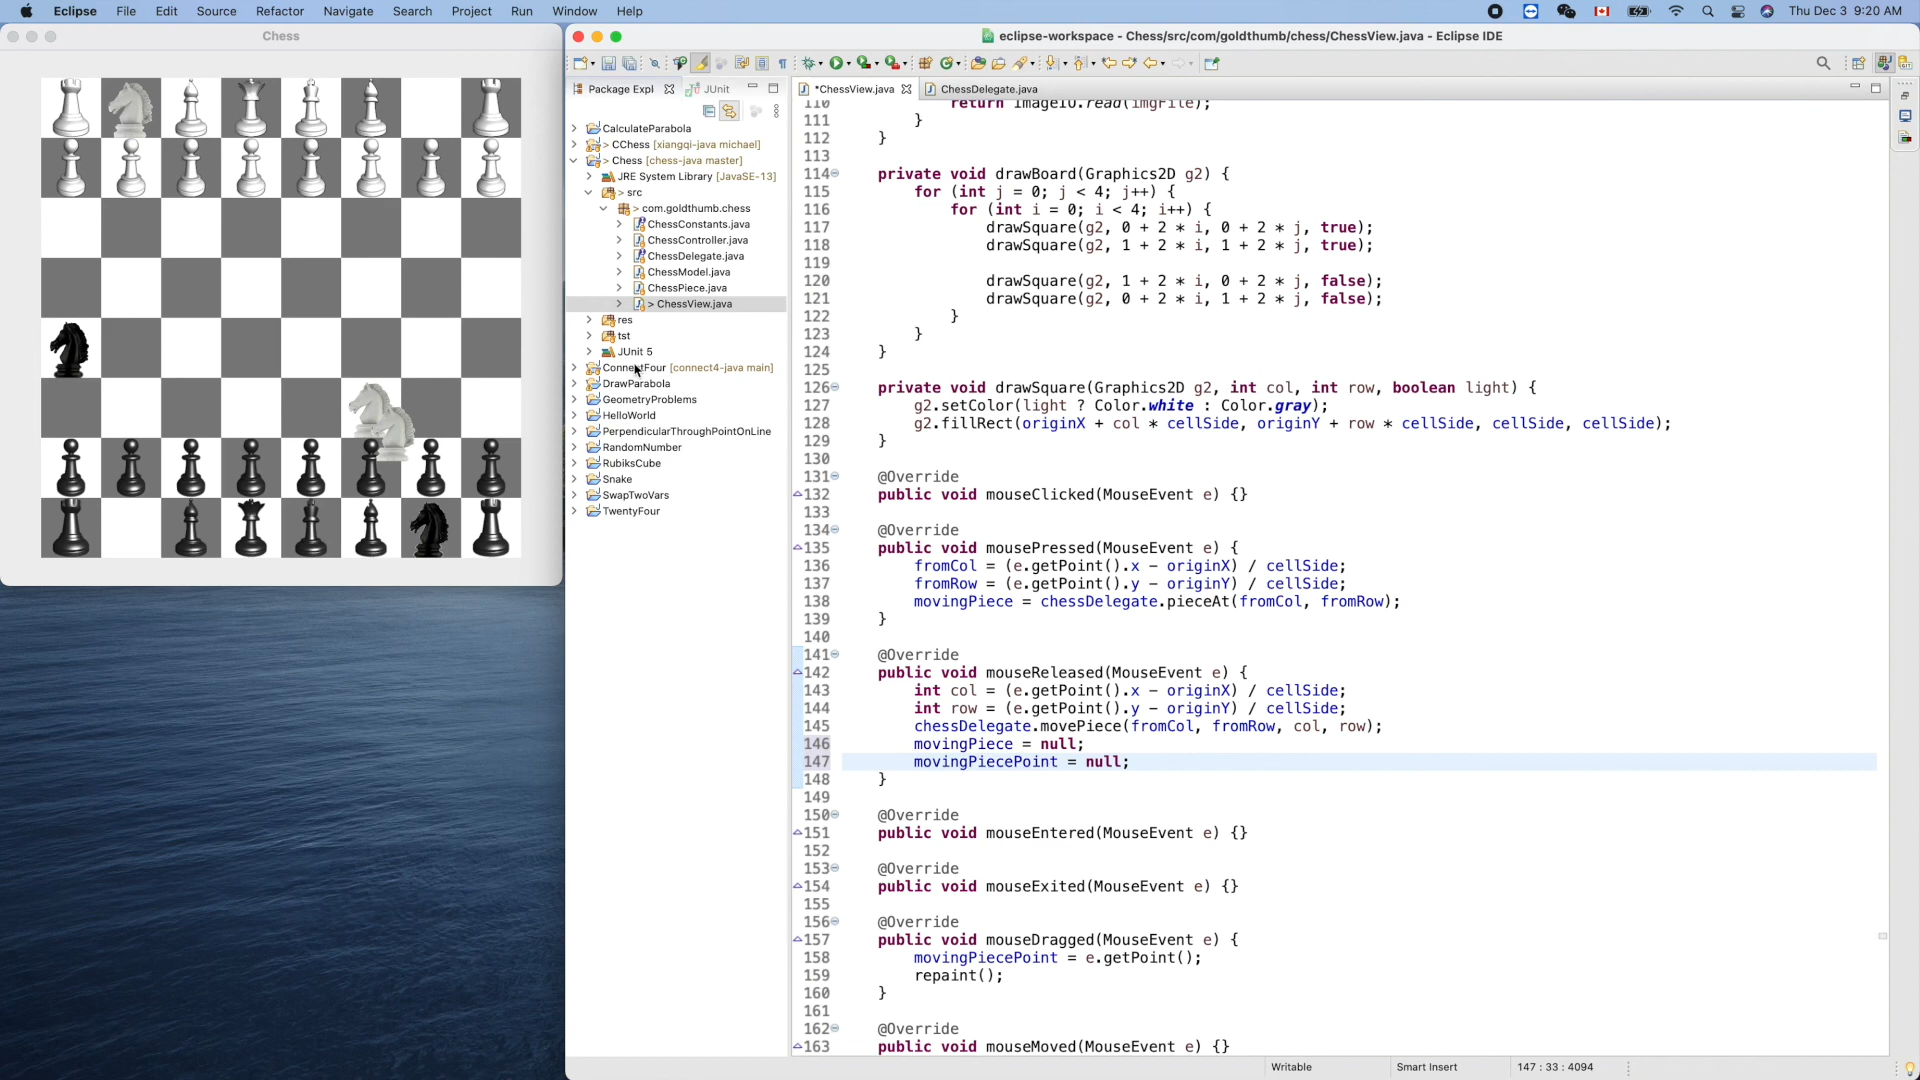 Eclipse File Edit Source Refactor Navigate Search Project Run Window Help Thu Dec 3 9:20 AM
Chess
eclipse-workspace - Chess/src/com/goldthumb/chess/ChessView.java - Eclipse IDE
Package Expl JUnit
CalculateParabola
> CChess [xiangqi-java michael]
> Chess [chess-java master]
JRE System Library [JavaSE-13]
> src
> com.goldthumb.chess
ChessConstants.java
ChessController.java
ChessDelegate.java
ChessModel.java
ChessPiece.java
> ChessView.java
res
tst
JUnit 5
ConnectFour [connect4-java main]
DrawParabola
GeometryProblems
HelloWorld
PerpendicularThroughPointOnLine
RandomNumber
RubiksCube
Snake
SwapTwoVars
TwentyFour
*ChessView.java ChessDelegate.java
110 return ImageIO.read(imgFile);
111 }
112 }
113
114 private void drawBoard(Graphics2D g2) {
115 for (int j = 0; j < 4; j++) {
116 for (int i = 0; i < 4; i++) {
117 drawSquare(g2, 0 + 2 * i, 0 + 2 * j, true);
118 drawSquare(g2, 1 + 2 * i, 1 + 2 * j, true);
119
120 drawSquare(g2, 1 + 2 * i, 0 + 2 * j, false);
121 drawSquare(g2, 0 + 2 * i, 1 + 2 * j, false);
122 }
123 }
124 }
125
126 private void drawSquare(Graphics2D g2, int col, int row, boolean light) {
127 g2.setColor(light ? Color.white : Color.gray);
128 g2.fillRect(originX + col * cellSide, originY + row * cellSide, cellSide, cellSide);
129 }
130
131 @Override
132 public void mouseClicked(MouseEvent e) {}
133
134 @Override
135 public void mousePressed(MouseEvent e) {
136 fromCol = (e.getPoint().x - originX) / cellSide;
137 fromRow = (e.getPoint().y - originY) / cellSide;
138 movingPiece = chessDelegate.pieceAt(fromCol, fromRow);
139 }
140
141 @Override
142 public void mouseReleased(MouseEvent e) {
143 int col = (e.getPoint().x - originX) / cellSide;
144 int row = (e.getPoint().y - originY) / cellSide;
145 chessDelegate.movePiece(fromCol, fromRow, col, row);
146 movingPiece = null;
147 movingPiecePoint = null;
148 }
149
150 @Override
151 public void mouseEntered(MouseEvent e) {}
152
153 @Override
154 public void mouseExited(MouseEvent e) {}
155
156 @Override
157 public void mouseDragged(MouseEvent e) {
158 movingPiecePoint = e.getPoint();
159 repaint();
160 }
161
162 @Override
163 public void mouseMoved(MouseEvent e) {}
Writable Smart Insert 147 : 33 : 4094